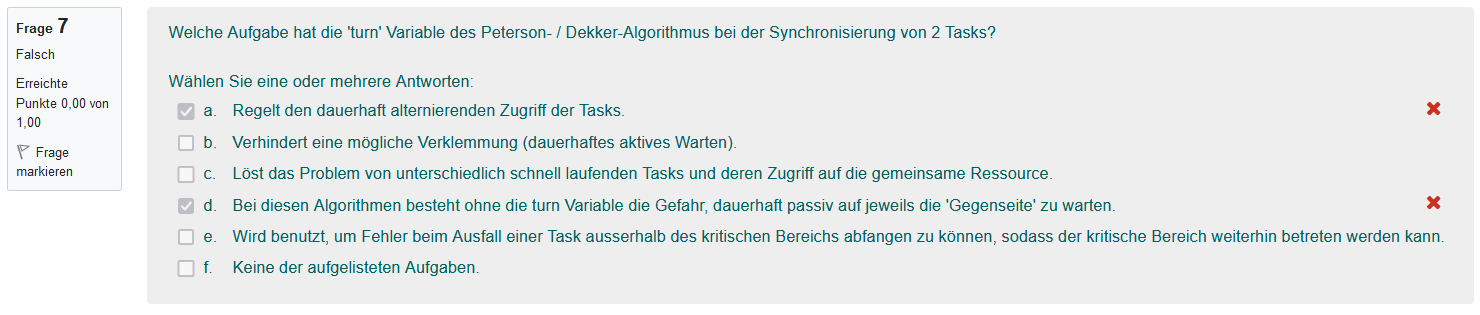 Frage 7
Falsch
Erreichte
Punkte 0,00 von
1,00
Frage
markieren
Welche Aufgabe hat die 'turn' Variable des Peterson- / Dekker-Algorithmus bei der Synchronisierung von 2 Tasks?
Wählen Sie eine oder mehrere Antworten:
a. Regelt den dauerhaft alternierenden Zugriff der Tasks.
b. Verhindert eine mögliche Verklemmung (dauerhaftes aktives Warten).
c. Löst das Problem von unterschiedlich schnell laufenden Tasks und deren Zugriff auf die gemeinsame Ressource.
d. Bei diesen Algorithmen besteht ohne die turn Variable die Gefahr, dauerhaft passiv auf jeweils die 'Gegenseite' zu warten.
e. Wird benutzt, um Fehler beim Ausfall einer Task ausserhalb des kritischen Bereichs abfangen zu können, sodass der kritische Bereich weiterhin betreten werden kann.
f. Keine der aufgelisteten Aufgaben.